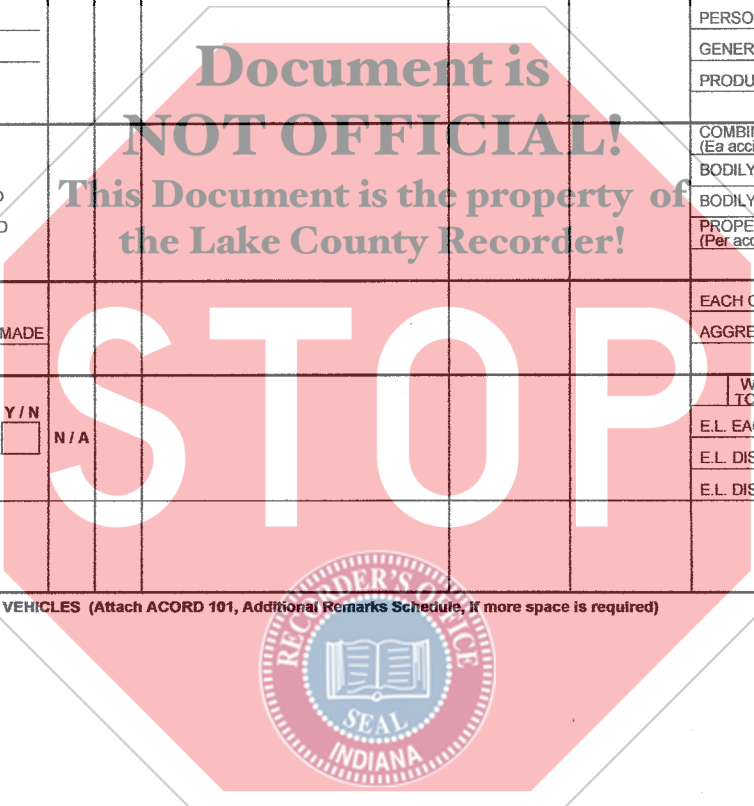 PERSO
GENER
PRODU
Document is
NOT OFFICIAL!
This Document is the property of
the Lake County Recorder!
COMBIN
(Ea acci
BODILY
BODILY
PROPE
(Per acc
EACH
MADE
AGGRE
STOP
Y / N
N / A
TO
E.L. EA
E.L. DIS
E.L. DIS
VEHICLES (Attach ACORD 101, Additional Remarks Schedule, if more space is required)
RECORDER'S OFFICE
SEAL
INDIANA